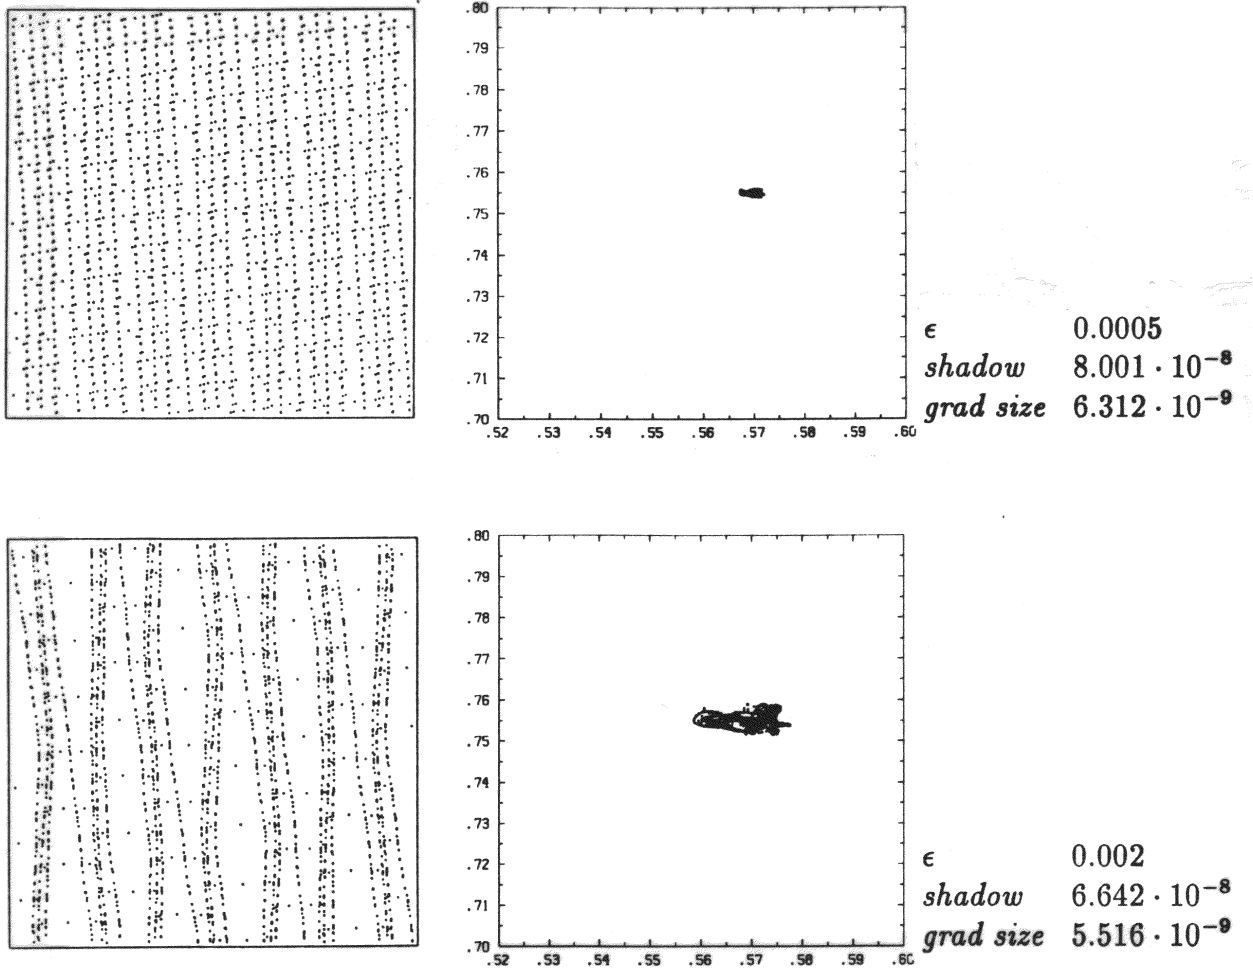 .80
.79
.78
.77
.76
.75
.74
.73
.72
.71
.70
.52 .53 .54 .55 .56 .57 .58 .59 .60
ϵ 0.0005
shadow 8.001 · 10⁻⁸
grad size 6.312 · 10⁻⁹
.80
.79
.78
.77
.76
.75
.74
.73
.72
.71
.70
.52 .53 .54 .55 .56 .57 .58 .59 .60
ϵ 0.002
shadow 6.642 · 10⁻⁸
grad size 5.516 · 10⁻⁹